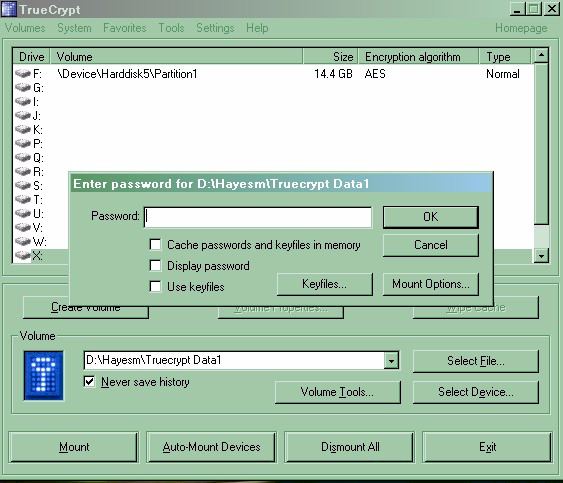 TrueCrypt
Volumes System Favorites Tools Settings Help Homepage
Drive Volume Size Encryption algorithm Type
F: \Device\Harddisk5\Partition1 14.4 GB AES Normal
G:
I:
J:
K:
P:
Q:
R:
S:
T:
U:
V:
W:
X:
Enter password for D:\Hayesm\Truecrypt Data1
Password: OK
Cache passwords and keyfiles in memory Cancel
Display password
Use keyfiles Keyfiles... Mount Options...
Create Volume Volume Properties... Wipe Cache
Volume
D:\Hayesm\Truecrypt Data1 Select File...
Never save history Volume Tools... Select Device...
Mount Auto-Mount Devices Dismount All Exit